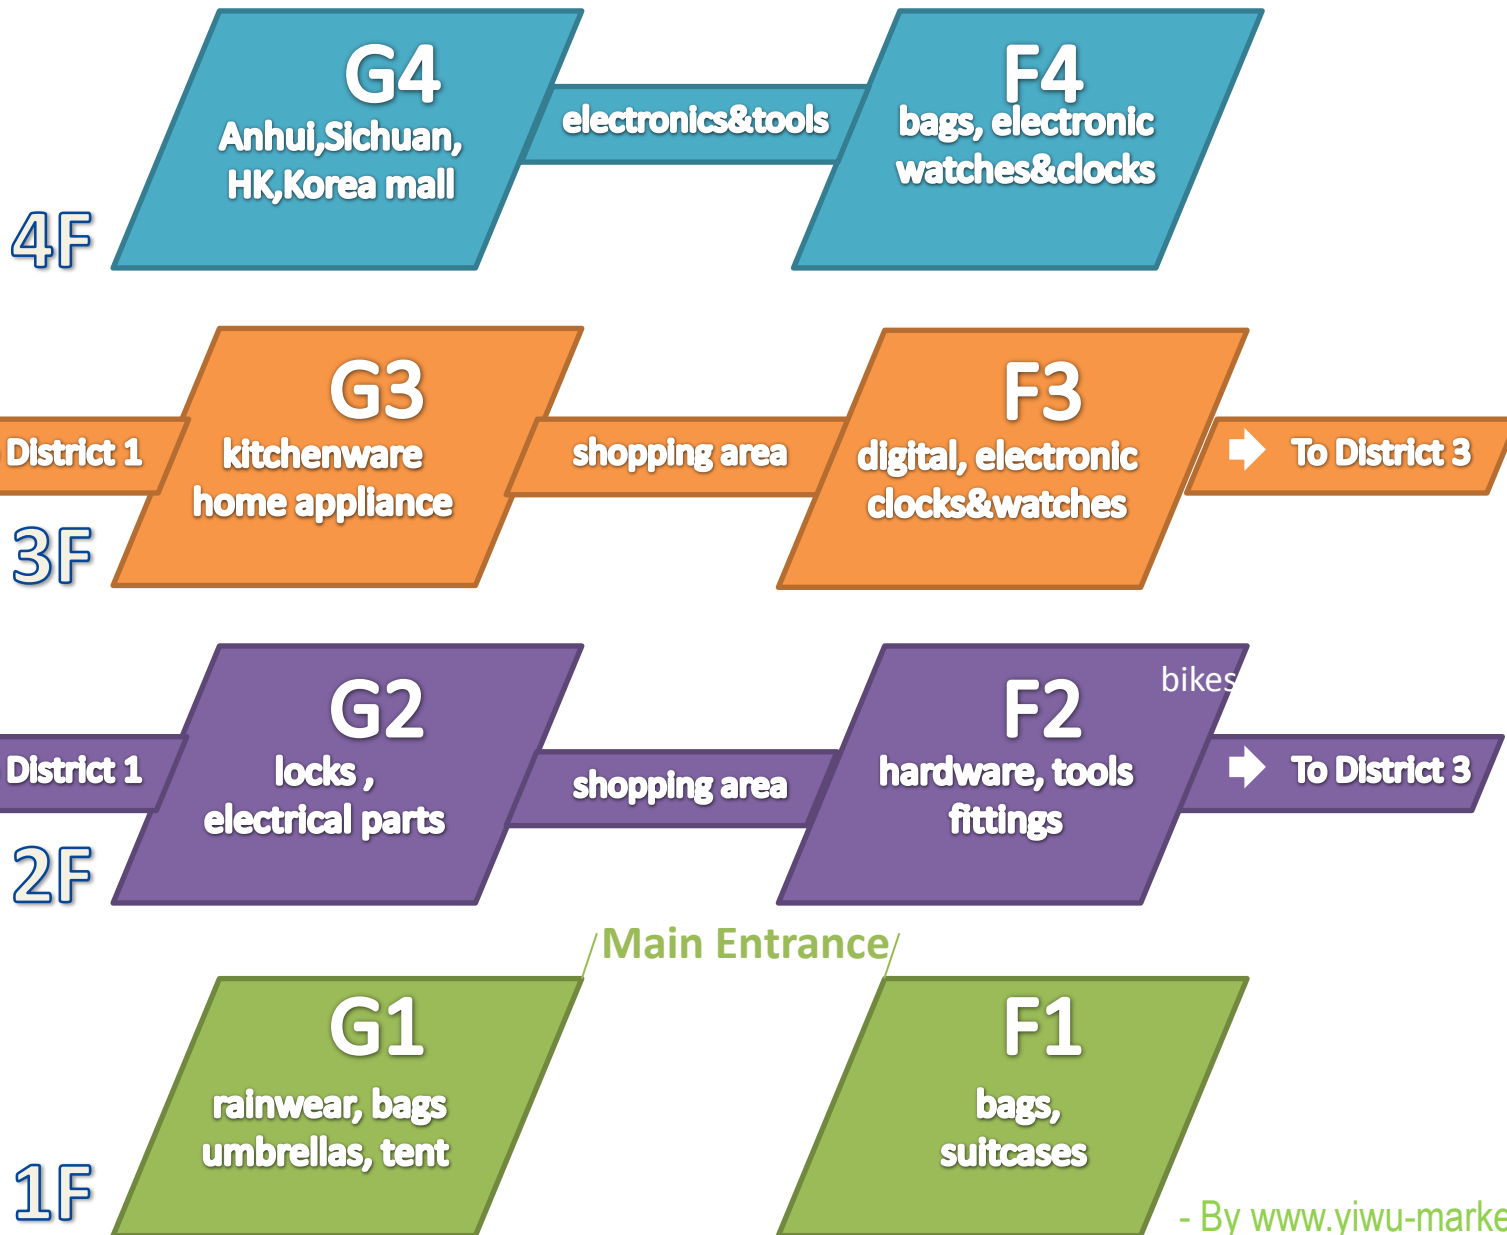 G4
Anhui,Sichuan,
HK,Korea mall
electronics&tools
F4
bags, electronic
watches&clocks
4F
District 1
G3
kitchenware
home appliance
shopping area
F3
digital, electronic
clocks&watches
To District 3
3F
District 1
G2
locks ,
electrical parts
shopping area
bikes
F2
hardware, tools
fittings
To District 3
2F
Main Entrance
G1
rainwear, bags
umbrellas, tent
F1
bags,
suitcases
1F
- By www.yiwu-marke